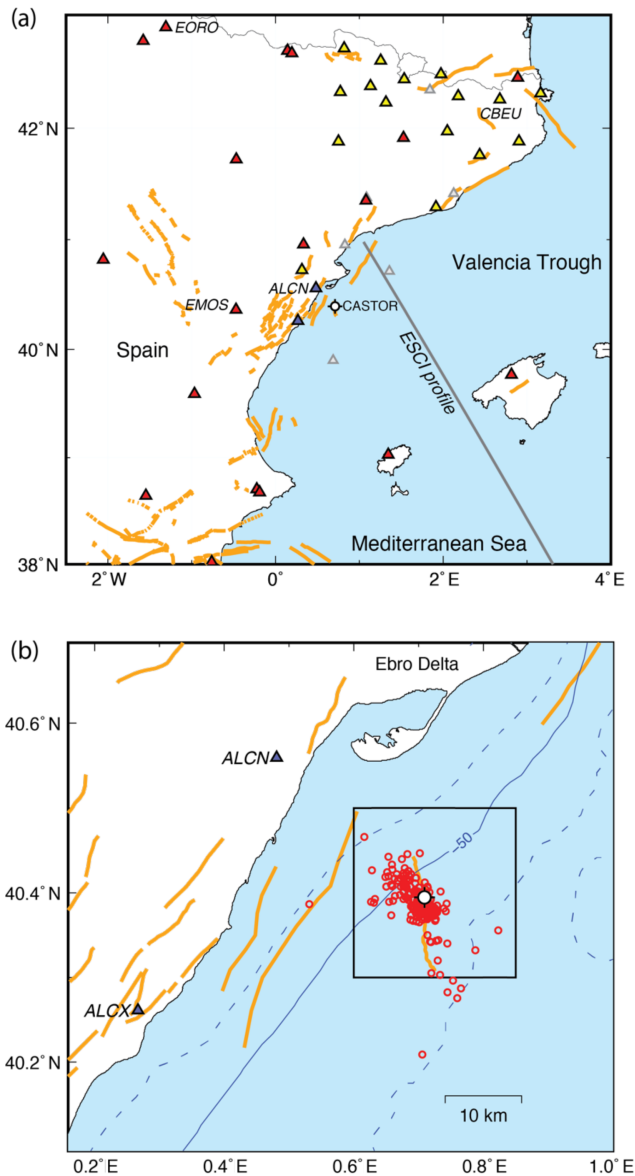 (a)
EORO
42°N
CBEU
Valencia Trough
ALCN
EMOS
CASTOR
40°N
Spain
ESCI profile
Mediterranean Sea
38°N
2°W
0°
2°E
4°E
(b)
Ebro Delta
40.6°N
ALCN
-50
40.4°N
ALCX
40.2°N
10 km
0.2°E
0.4°E
0.6°E
0.8°E
1.0°E